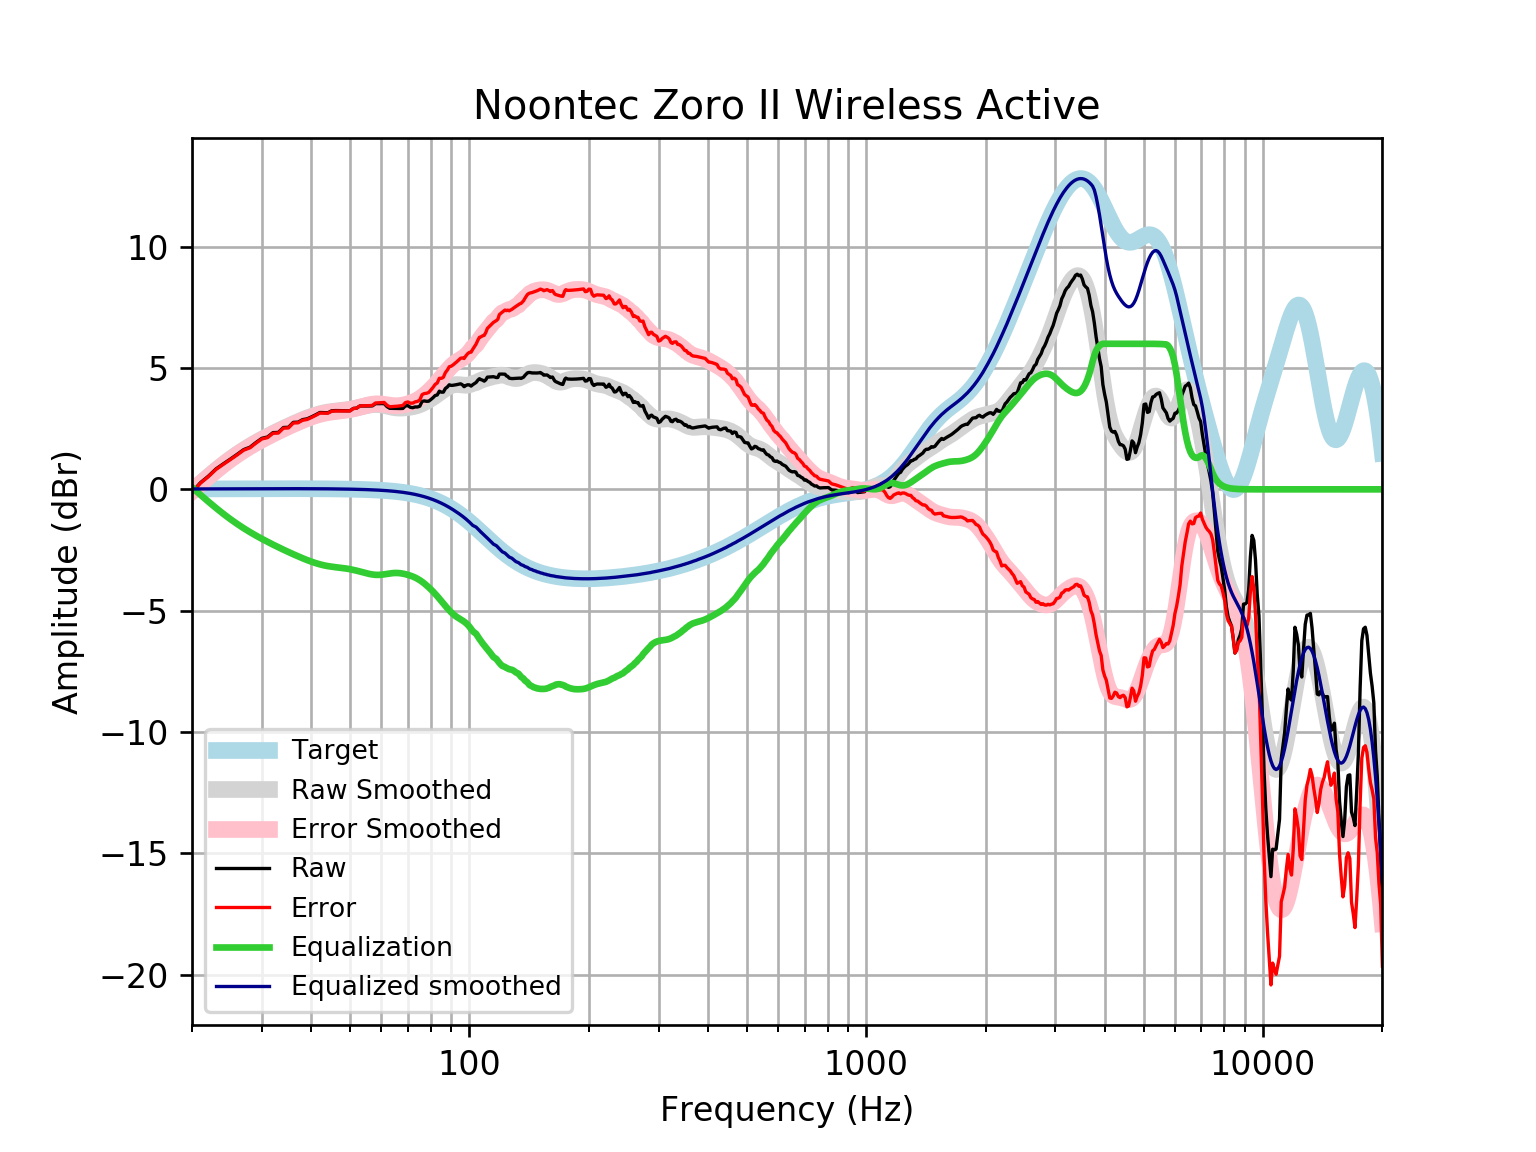 Noontec Zoro II Wireless Active
10
5
0
−5
−10
−15
−20
Amplitude (dBr)
Target
Raw Smoothed
Error Smoothed
Raw
Error
Equalization
Equalized smoothed
100
1000
10000
Frequency (Hz)